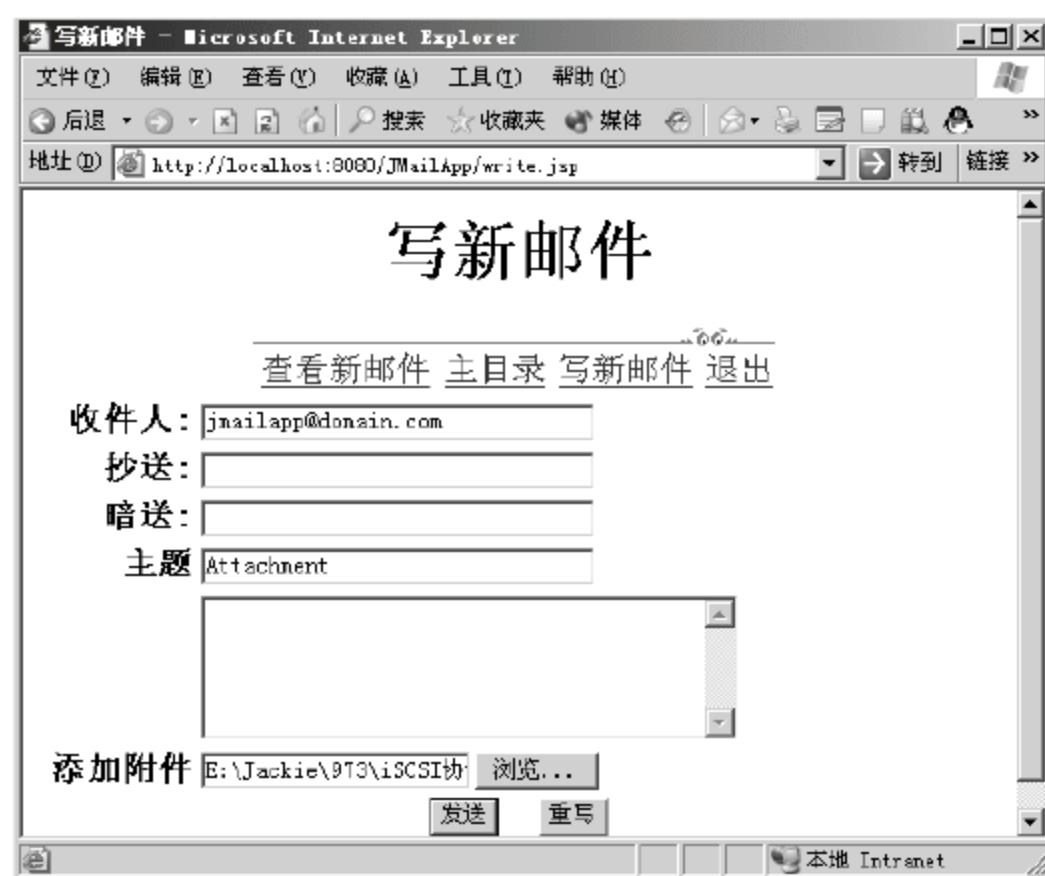 写新邮件 - Microsoft Internet Explorer
文件(F) 编辑(E) 查看(V) 收藏(A) 工具(T) 帮助(H)
后退 搜索 收藏夹 媒体 »
地址(D) http://localhost:8080/JMailApp/write.jsp 转到 链接 »
写新邮件
查看新邮件 主目录 写新邮件 退出
收件人: jmailapp@domain.com
抄送:
暗送:
主题 Attachment
添加附件 E:\Jackie\973\iSCSI协 浏览...
发送 重写
本地 Intranet